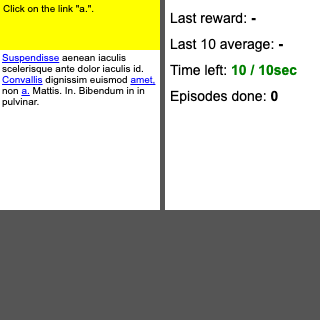 Click on the link "a.".
Suspendisse aenean iaculis
scelerisque ante dolor iaculis id.
Convallis dignissim euismod amet,
non a. Mattis. In. Bibendum in in
pulvinar.
Last reward: -
Last 10 average: -
Time left: 10 / 10sec
Episodes done: 0